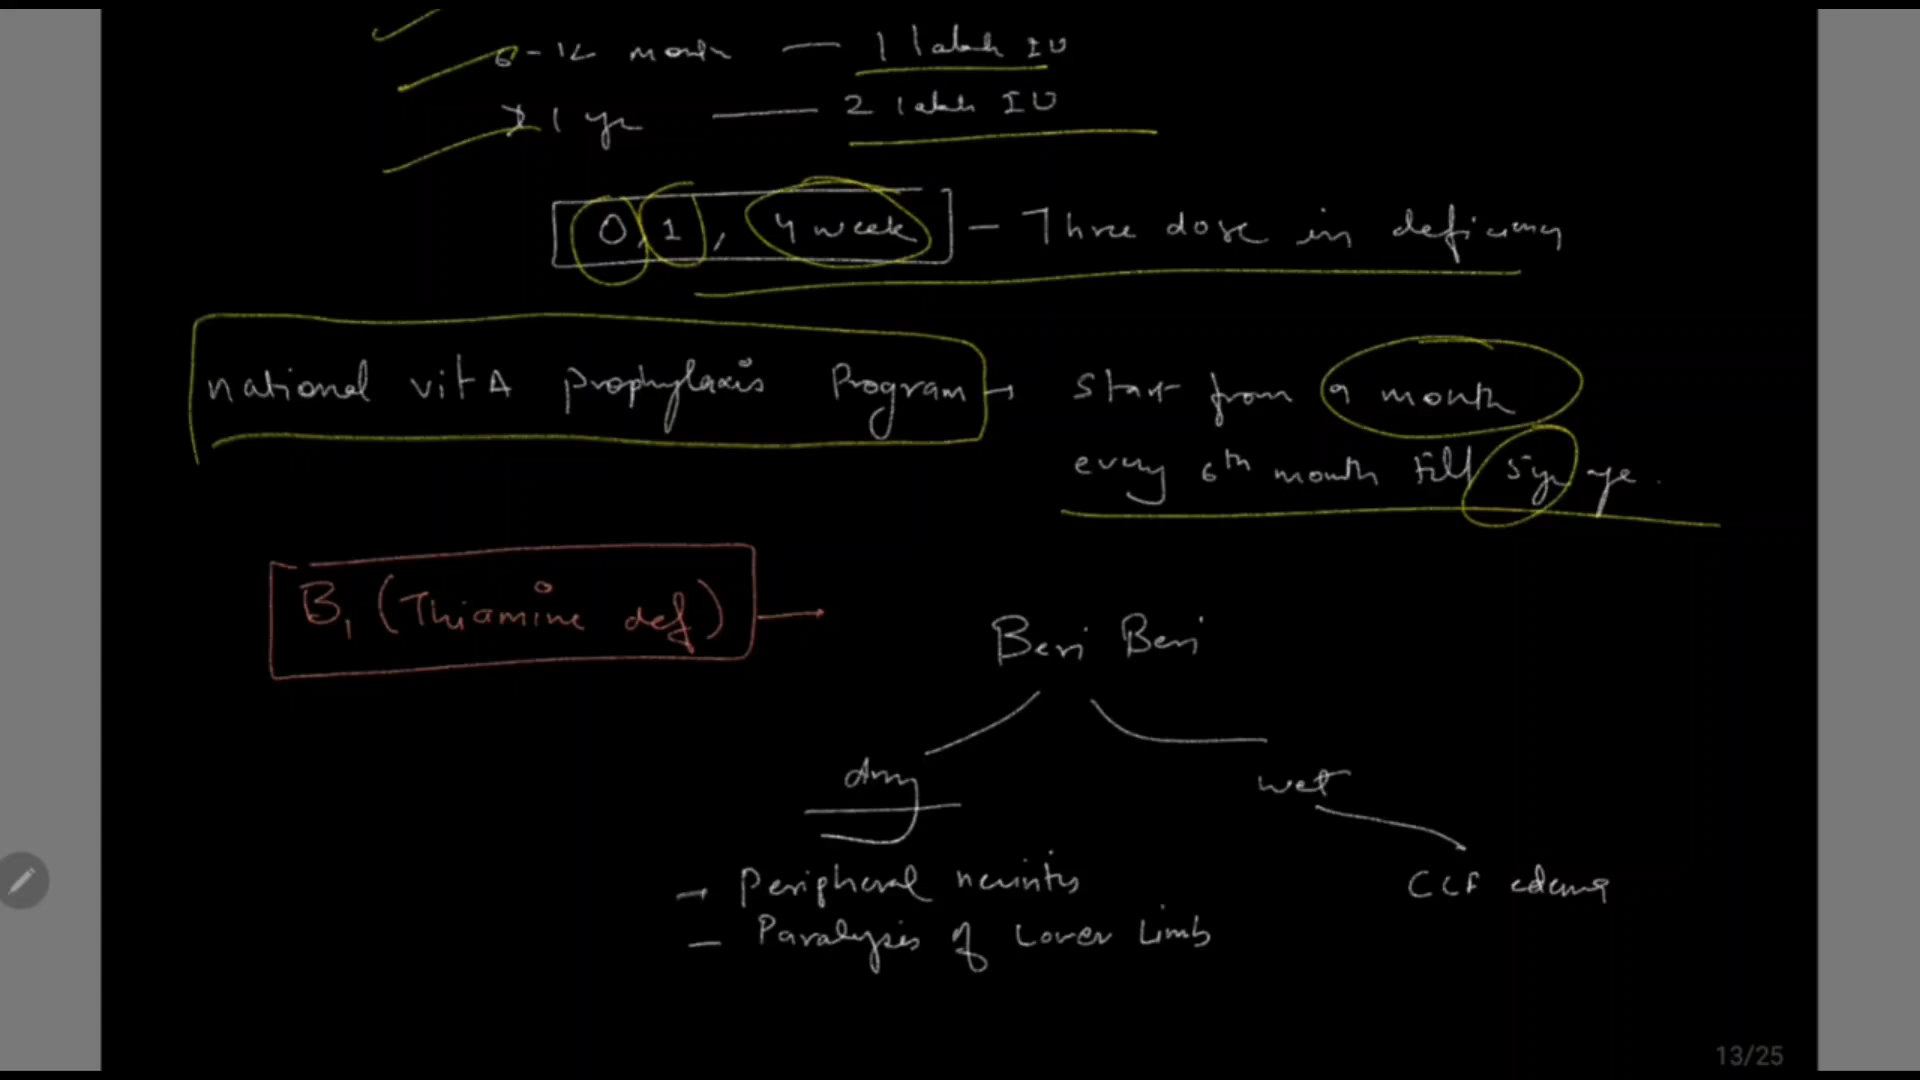 6-12 month — 1 lakh IU
> 1 yr — 2 lakh IU
0, 1, 4 week — Three dose in deficiency
national vit A prophylaxis Program → start from 9 month
every 6th month till 5yr age.
B1 (Thiamine def) →
Beri Beri
dry
wet
→ Peripheral neuritis
CCF edema
— Paralysis of Lower Limb
13/25